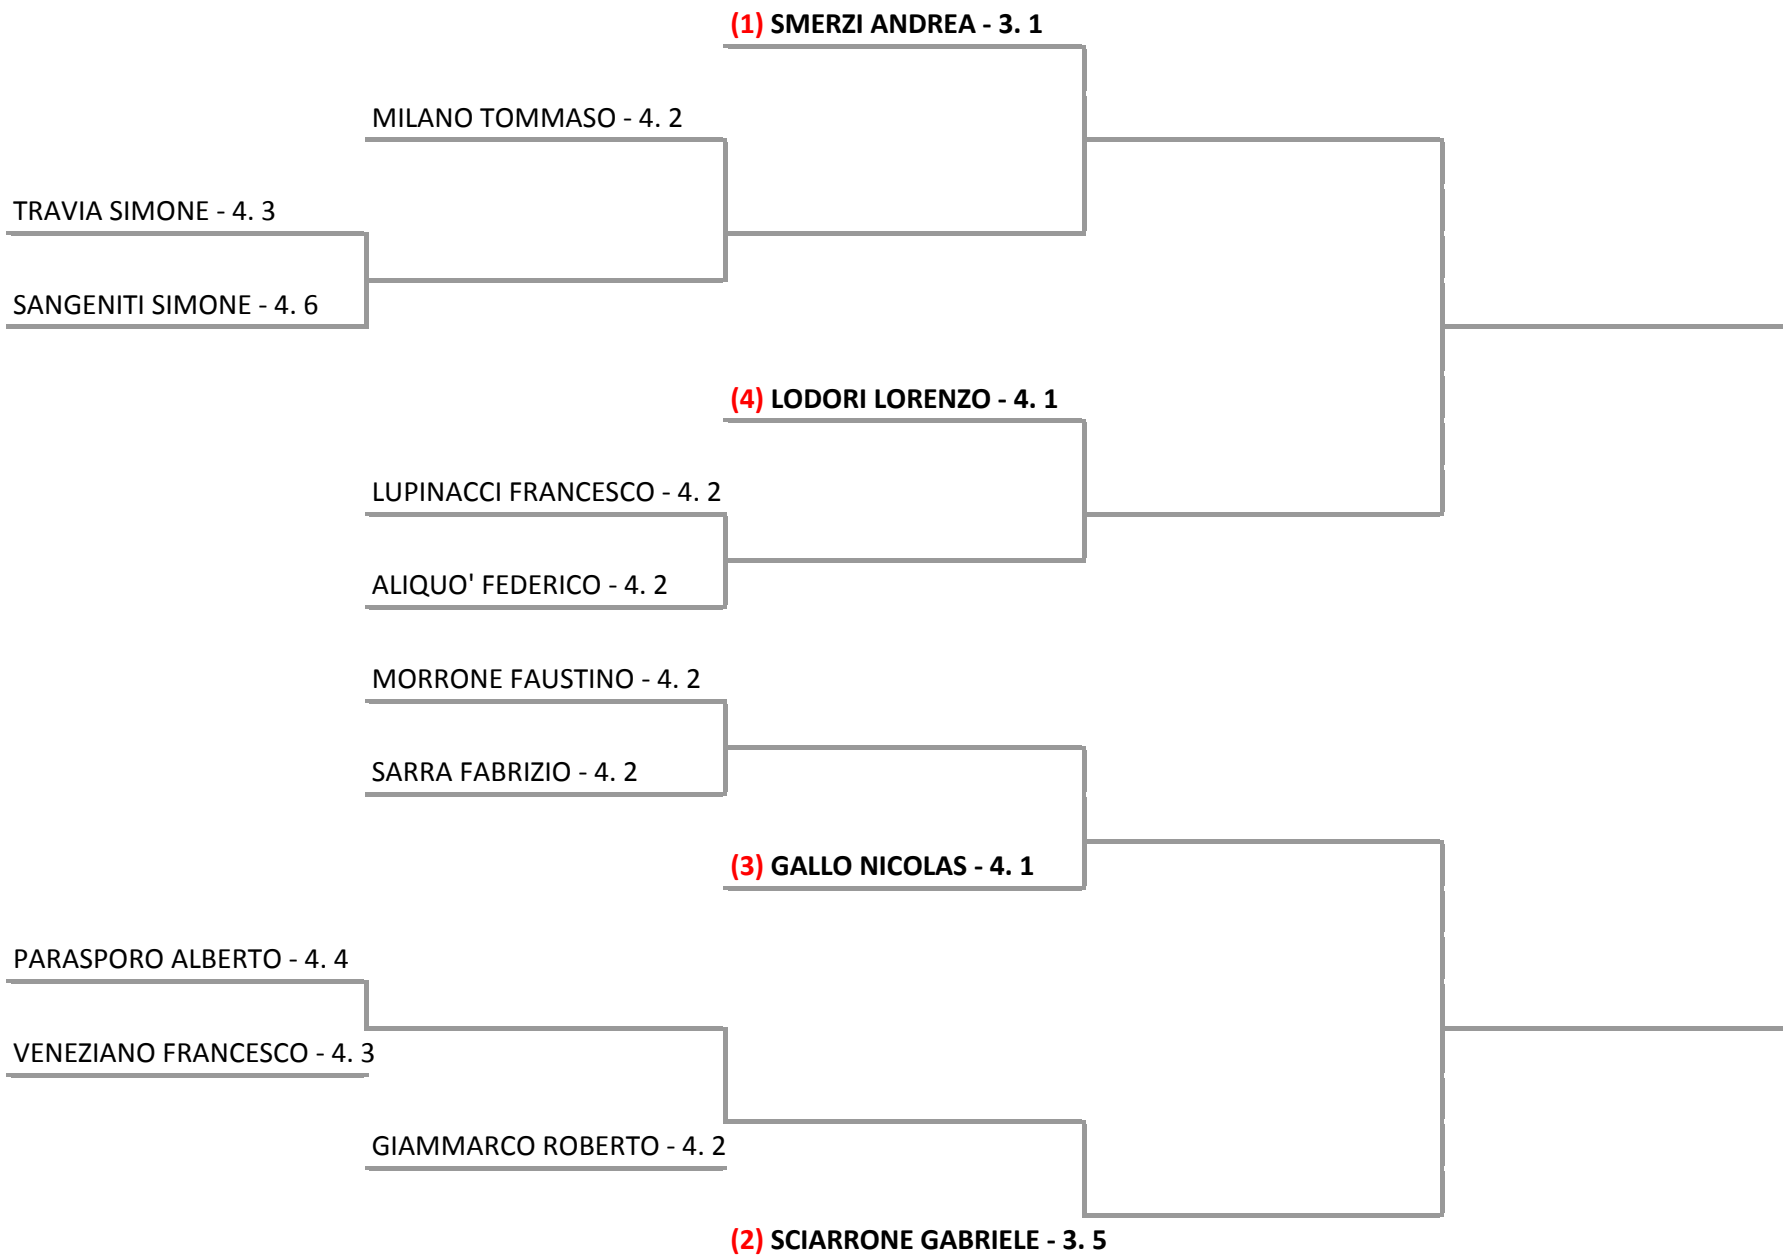 (1) SMERZI ANDREA - 3. 1
MILANO TOMMASO - 4. 2
TRAVIA SIMONE - 4. 3
SANGENITI SIMONE - 4. 6
(4) LODORI LORENZO - 4. 1
LUPINACCI FRANCESCO - 4. 2
ALIQUO' FEDERICO - 4. 2
MORRONE FAUSTINO - 4. 2
SARRA FABRIZIO - 4. 2
(3) GALLO NICOLAS - 4. 1
PARASPORO ALBERTO - 4. 4
VENEZIANO FRANCESCO - 4. 3
GIAMMARCO ROBERTO - 4. 2
(2) SCIARRONE GABRIELE - 3. 5